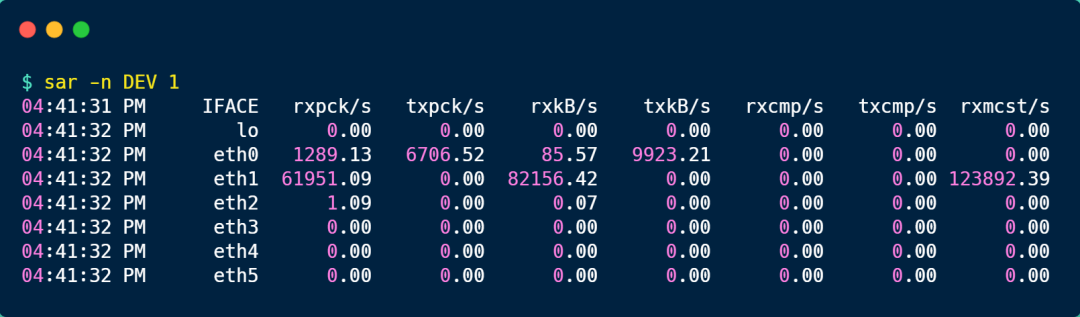 $ sar -n DEV 1
04:41:31 PM IFACE rxpck/s txpck/s rxkB/s txkB/s rxcmp/s txcmp/s rxmcst/s
04:41:32 PM lo 0.00 0.00 0.00 0.00 0.00 0.00 0.00
04:41:32 PM eth0 1289.13 6706.52 85.57 9923.21 0.00 0.00 0.00
04:41:32 PM eth1 61951.09 0.00 82156.42 0.00 0.00 0.00 123892.39
04:41:32 PM eth2 1.09 0.00 0.07 0.00 0.00 0.00 0.00
04:41:32 PM eth3 0.00 0.00 0.00 0.00 0.00 0.00 0.00
04:41:32 PM eth4 0.00 0.00 0.00 0.00 0.00 0.00 0.00
04:41:32 PM eth5 0.00 0.00 0.00 0.00 0.00 0.00 0.00